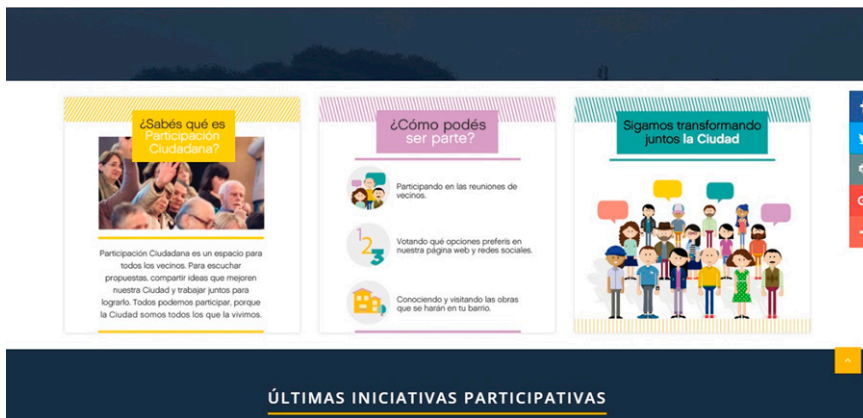 ¿Sabés qué es
Participación
Ciudadana?
Participación Ciudadana es un espacio para
todos los vecinos. Para escuchar
propuestas, compartir ideas que mejoren
nuestra Ciudad y trabajar juntos para
lograrlo. Todos podemos participar, porque
la Ciudad somos todos los que la vivimos.
¿Cómo podés
ser parte?
Participando en las reuniones de
vecinos.
123
Votando qué opciones preferís en
nuestra página web y redes sociales.
Conociendo y visitando las obras
que se harán en tu barrio.
Sigamos transformando
juntos la Ciudad
ÚLTIMAS INICIATIVAS PARTICIPATIVAS